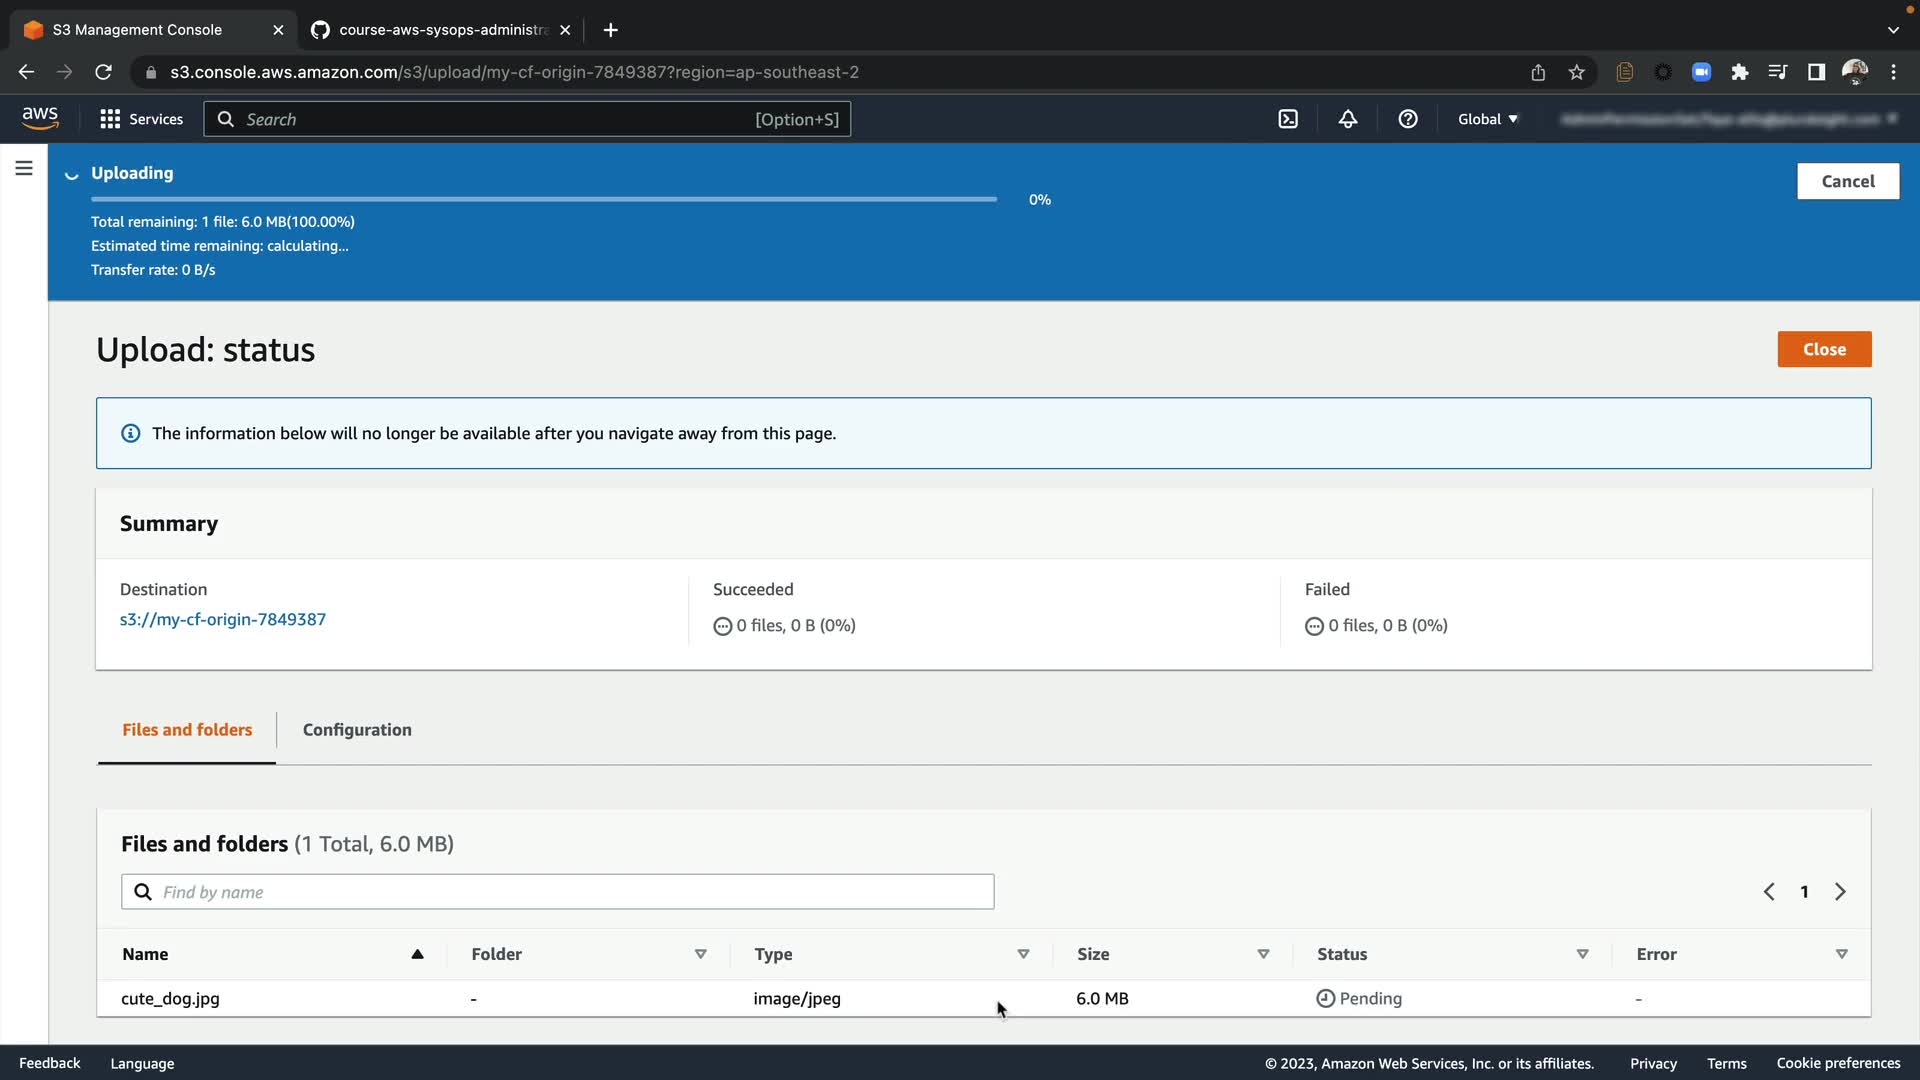 S3 Management Console
course-aws-sysops-administra
s3.console.aws.amazon.com/s3/upload/my-cf-origin-7849387?region=ap-southeast-2
aws
Services
Search
[Option+S]
Global
Uploading
Cancel
0%
Total remaining: 1 file: 6.0 MB(100.00%)
Estimated time remaining: calculating...
Transfer rate: 0 B/s
Upload: status
Close
The information below will no longer be available after you navigate away from this page.
Summary
Destination
s3://my-cf-origin-7849387
Succeeded
0 files, 0 B (0%)
Failed
0 files, 0 B (0%)
Files and folders
Configuration
Files and folders (1 Total, 6.0 MB)
Find by name
1
Name
Folder
Type
Size
Status
Error
cute_dog.jpg
-
image/jpeg
6.0 MB
Pending
-
Feedback
Language
© 2023, Amazon Web Services, Inc. or its affiliates.
Privacy
Terms
Cookie preferences